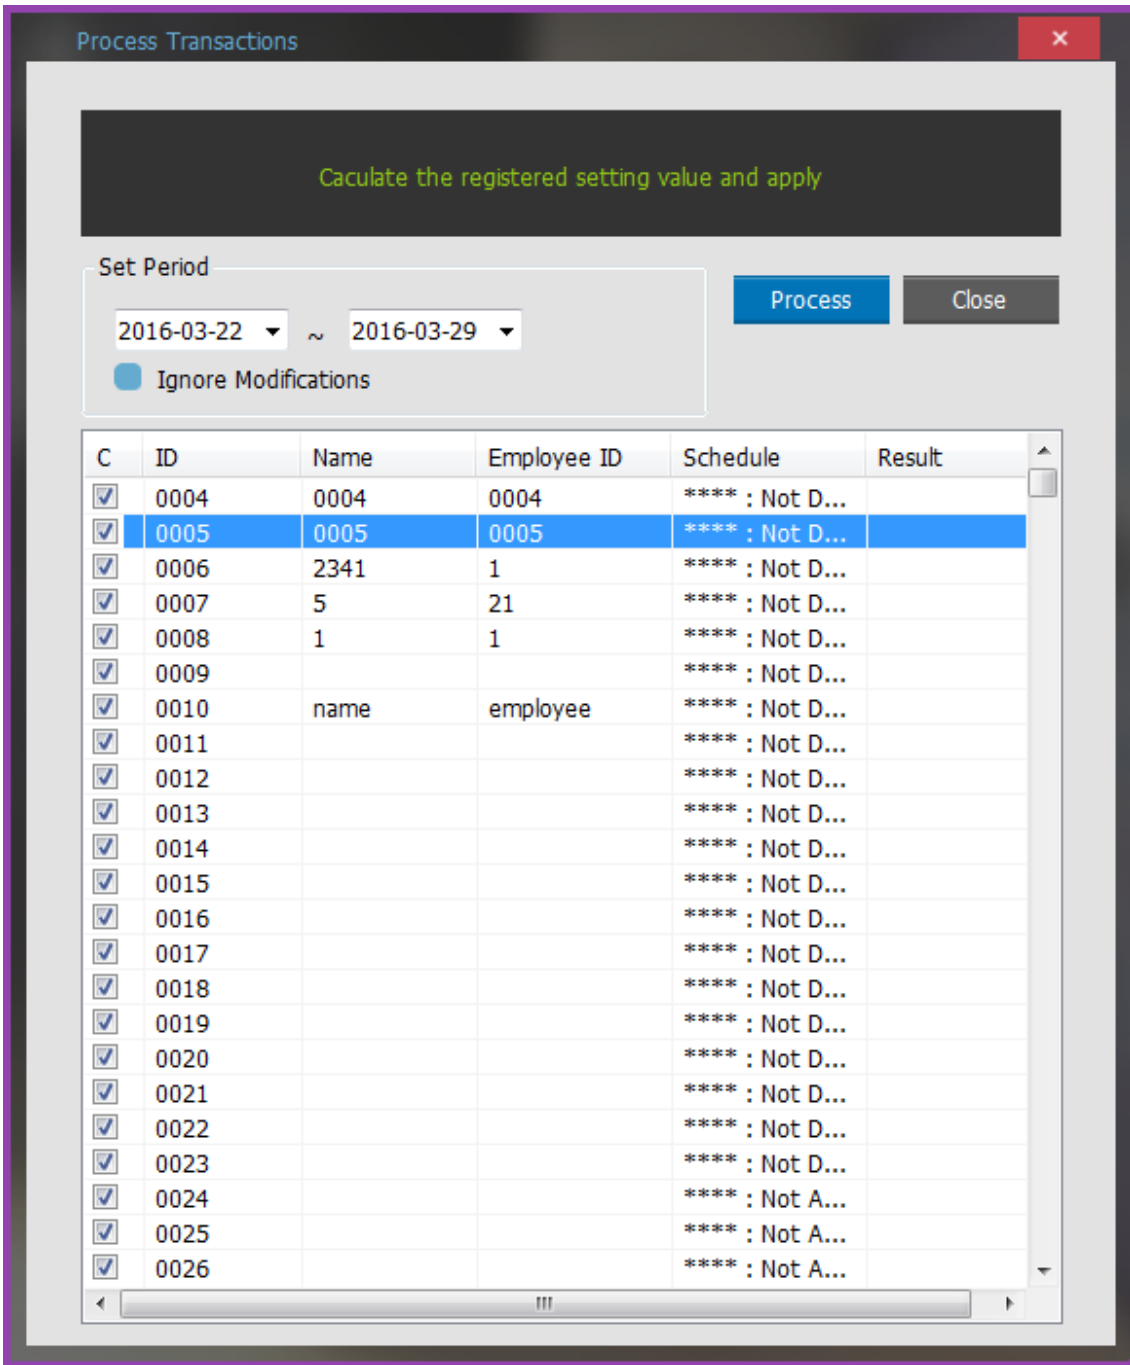 Process Transactions
Caculate the registered setting value and apply
Set Period
Process Close
2016-03-22 ~ 2016-03-29
Ignore Modifications
C ID Name Employee ID Schedule Result
0004 0004 0004 **** : Not D...
0005 0005 0005 **** : Not D...
0006 2341 1 **** : Not D...
0007 5 21 **** : Not D...
0008 1 1 **** : Not D...
0009 **** : Not D...
0010 name employee **** : Not D...
0011 **** : Not D...
0012 **** : Not D...
0013 **** : Not D...
0014 **** : Not D...
0015 **** : Not D...
0016 **** : Not D...
0017 **** : Not D...
0018 **** : Not D...
0019 **** : Not D...
0020 **** : Not D...
0021 **** : Not D...
0022 **** : Not D...
0023 **** : Not D...
0024 **** : Not A...
0025 **** : Not A...
0026 **** : Not A...